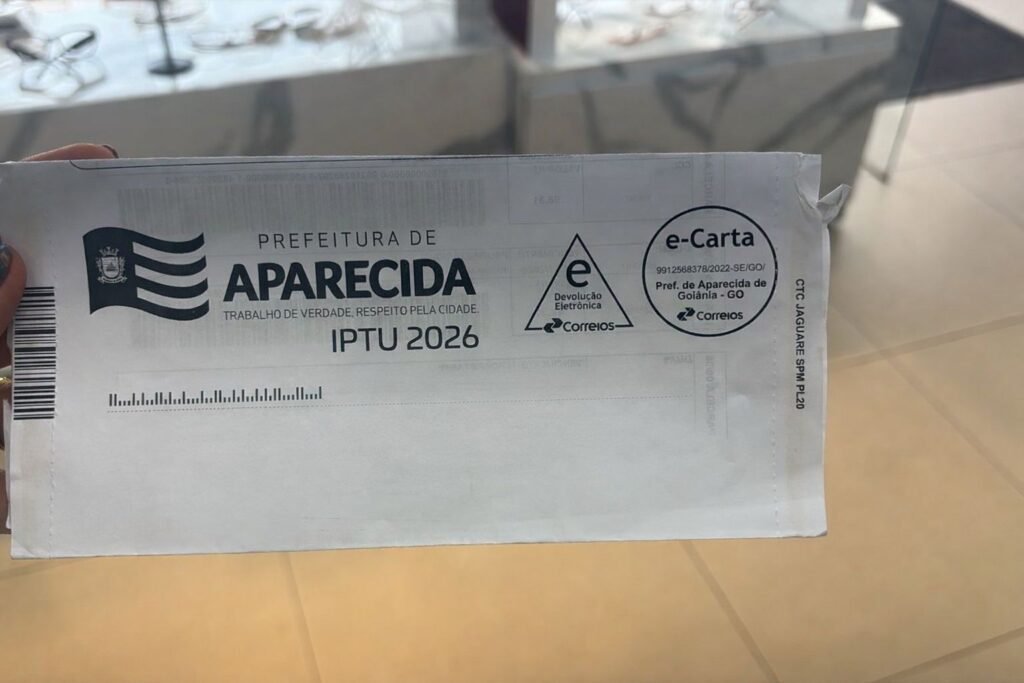 PREFEITURA DE
APARECIDA
TRABALHO DE VERDADE, RESPEITO PELA CIDADE.
IPTU 2026
e
Devolução
Eletrônica
Correios
e-Carta
9912568378/2022-SE/GO/
Pref. de Aparecida de
Goiânia - GO
Correios
CTC JAGUARE SPM PL20